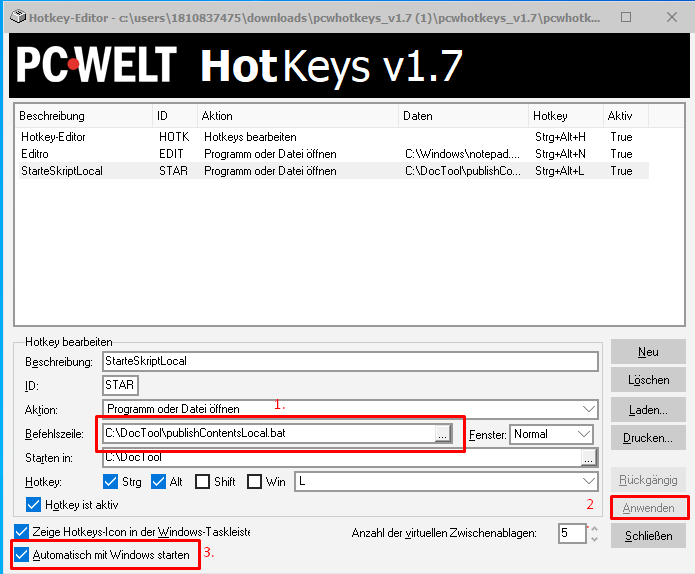 Hotkey-Editor - c:\users\1810837475\downloads\pcwhotkeys_v1.7 (1)\pcwhotkeys_v1.7\pcwhotk...
PC WELT HotKeys v1.7
Beschreibung ID Aktion Daten Hotkey Aktiv
Hotkey-Editor HOTK Hotkeys bearbeiten Strg+Alt+H True
Editro EDIT Programm oder Datei öffnen C:\Windows\notepad.... Strg+Alt+N True
StarteSkriptLocal STAR Programm oder Datei öffnen C:\DocTool\publishCo... Strg+Alt+L True
Hotkey bearbeiten
Beschreibung: StarteSkriptLocal
ID: STAR
Aktion: Programm oder Datei öffnen
1.
Befehlszeile: C:\DocTool\publishContentsLocal.bat ... Fenster: Normal
Starten in: C:\DocTool ...
Hotkey: Strg Alt Shift Win L
Hotkey ist aktiv
Zeige Hotkeys-Icon in der Windows-Taskleiste
Anzahl der virtuellen Zwischenablagen: 5
Automatisch mit Windows starten 3.
Neu
Löschen
Laden...
Drucken...
Rückgängig
2 Anwenden
Schließen